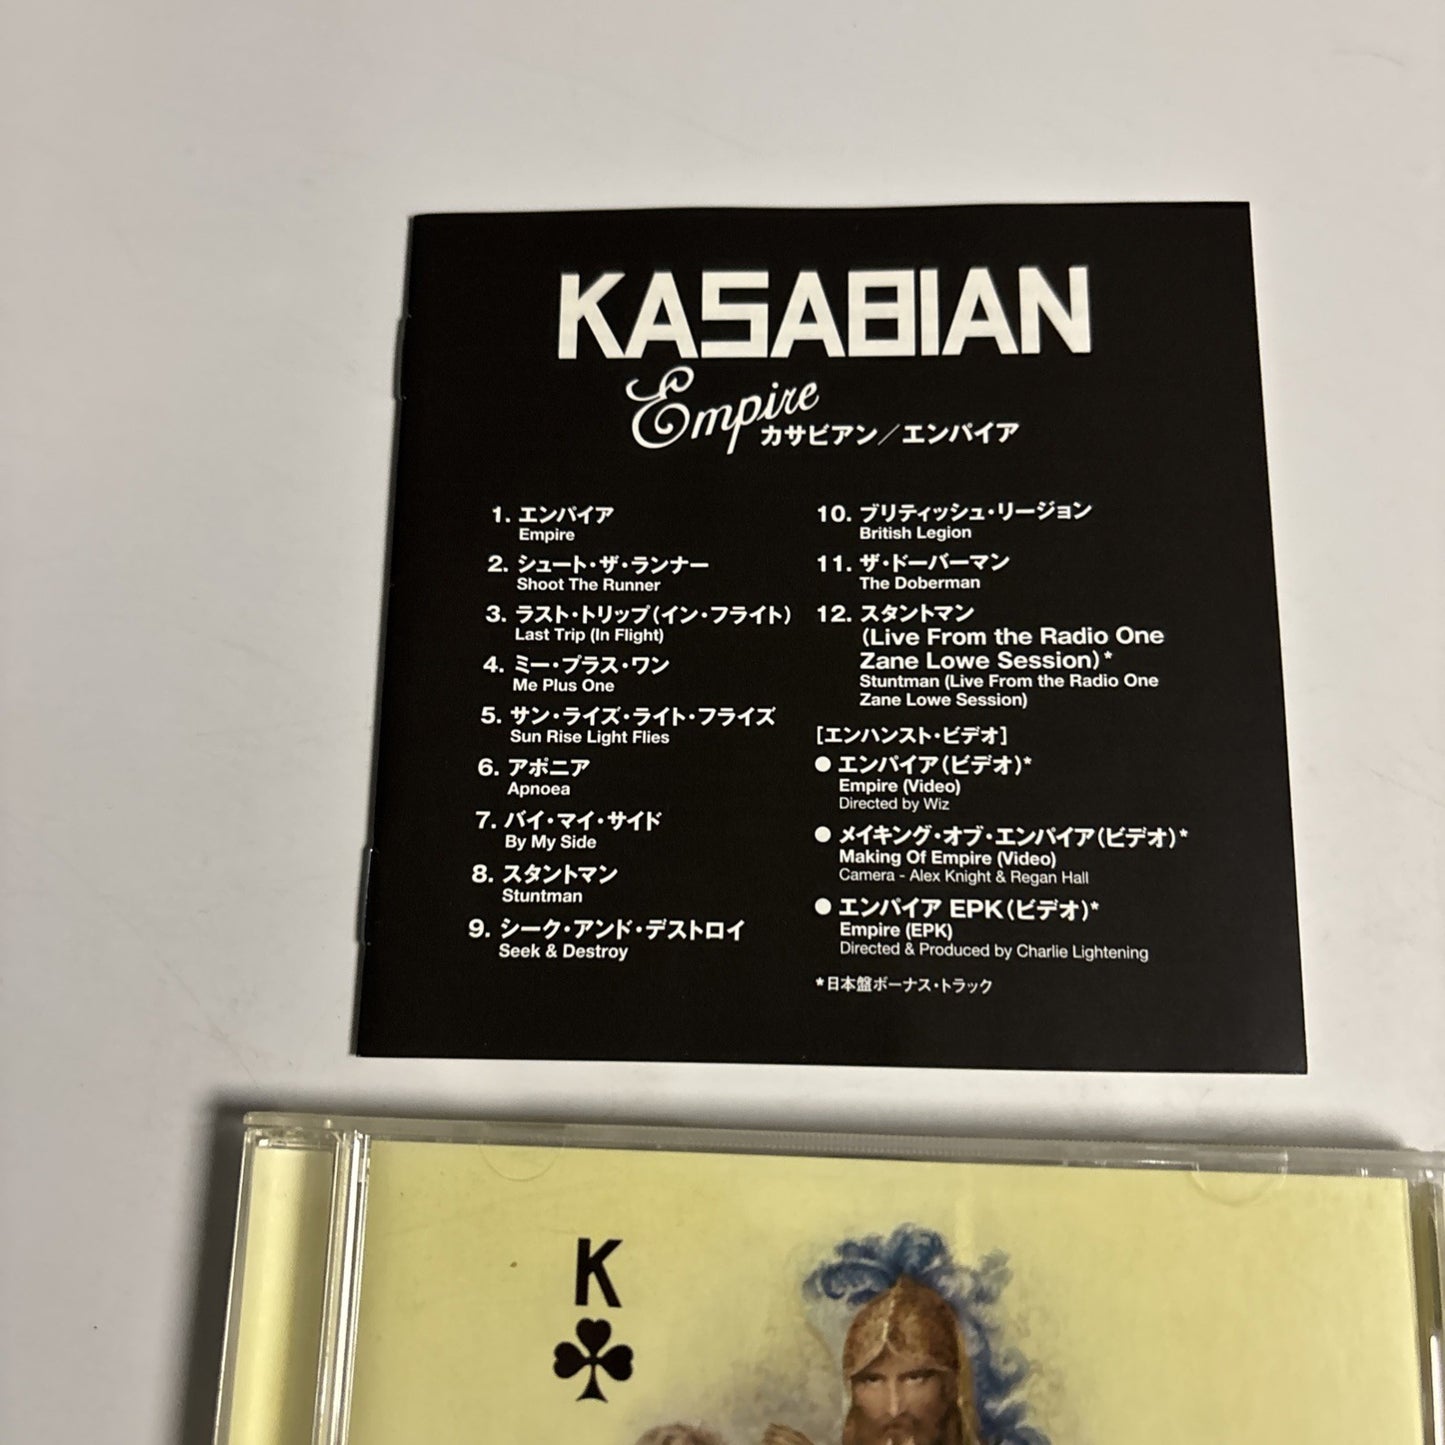 KASABIAN
Empire
カサビアン／エンパイア
1. エンパイア
Empire
2. シュート・ザ・ランナー
Shoot The Runner
3. ラスト・トリップ(イン・フライト)
Last Trip (In Flight)
4. ミー・プラス・ワン
Me Plus One
5. サン・ライズ・ライト・フライズ
Sun Rise Light Flies
6. アポニア
Apnoea
7. バイ・マイ・サイド
By My Side
8. スタントマン
Stuntman
9. シーク・アンド・デストロイ
Seek & Destroy
10. ブリティッシュ・リージョン
British Legion
11. ザ・ドーバーマン
The Doberman
12. スタントマン
(Live From the Radio One
Zane Lowe Session)*
Stuntman (Live From the Radio One
Zane Lowe Session)
[エンハンスト・ビデオ]
● エンパイア(ビデオ)*
Empire (Video)
Directed by Wiz
● メイキング・オブ・エンパイア(ビデオ)*
Making Of Empire (Video)
Camera - Alex Knight & Regan Hall
● エンパイア EPK(ビデオ)*
Empire (EPK)
Directed & Produced by Charlie Lightening
*日本盤ボーナス・トラック
K